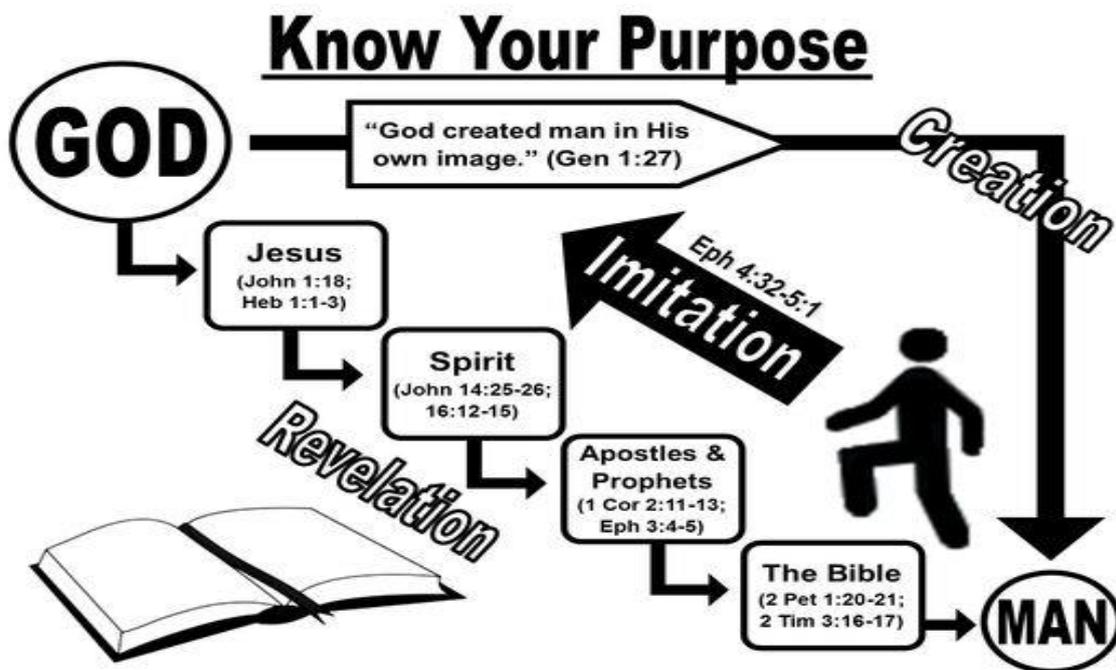 Know Your Purpose
GOD
“God created man in His
own image.” (Gen 1:27)
Creation
Jesus
(John 1:18;
Heb 1:1-3)
Eph 4:32-5:1
Imitation
Spirit
(John 14:25-26;
16:12-15)
Revelation
Apostles &
Prophets
(1 Cor 2:11-13;
Eph 3:4-5)
The Bible
(2 Pet 1:20-21;
2 Tim 3:16-17)
MAN